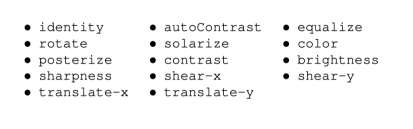 ● identity ● autoContrast ● equalize
● rotate ● solarize ● color
● posterize ● contrast ● brightness
● sharpness ● shear-x ● shear-y
● translate-x ● translate-y